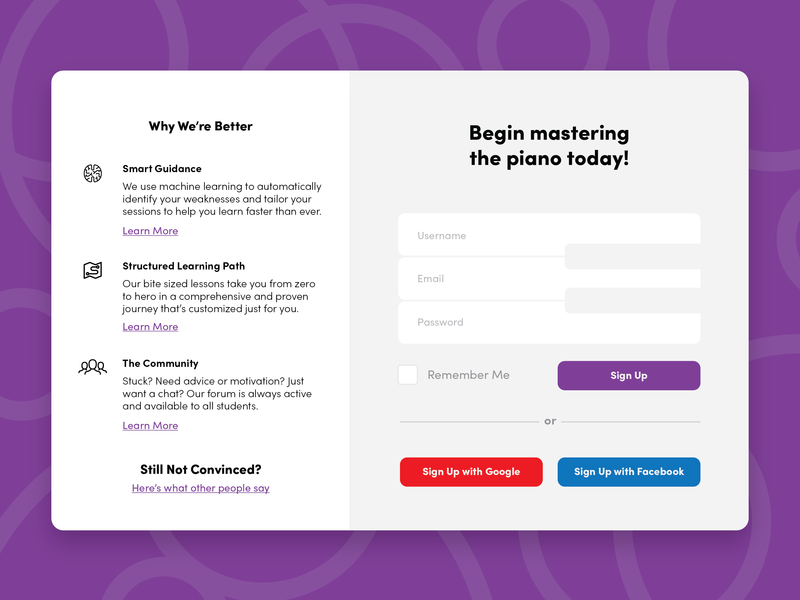 Why We're Better
Smart Guidance
We use machine learning to automatically
identify your weaknesses and tailor your
sessions to help you learn faster than ever.
Learn More
Structured Learning Path
Our bite sized lessons take you from zero
to hero in a comprehensive and proven
journey that's customized just for you.
Learn More
The Community
Stuck? Need advice or motivation? Just
want a chat? Our forum is always active
and available to all students.
Learn More
Still Not Convinced?
Here's what other people say
Begin mastering
the piano today!
Username
Email
Password
Remember Me
Sign Up
or
Sign Up with Google
Sign Up with Facebook